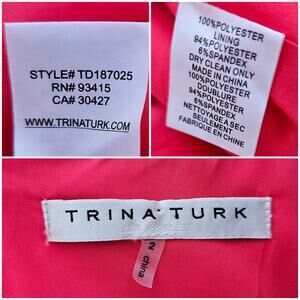 STYLE# TD187025
RN# 93415
CA# 30427
WWW.TRINATURK.COM
100%POLYESTER
LINING
94%POLYESTER
6%SPANDEX
DRY CLEAN ONLY
MADE IN CHINA
100%POLYESTER
DOUBLURE
94%POLYESTER
6%SPANDEX
NETTOYAGE A SEC
SEULEMENT
FABRIQUE EN CHINE
TRINA TURK
2
china